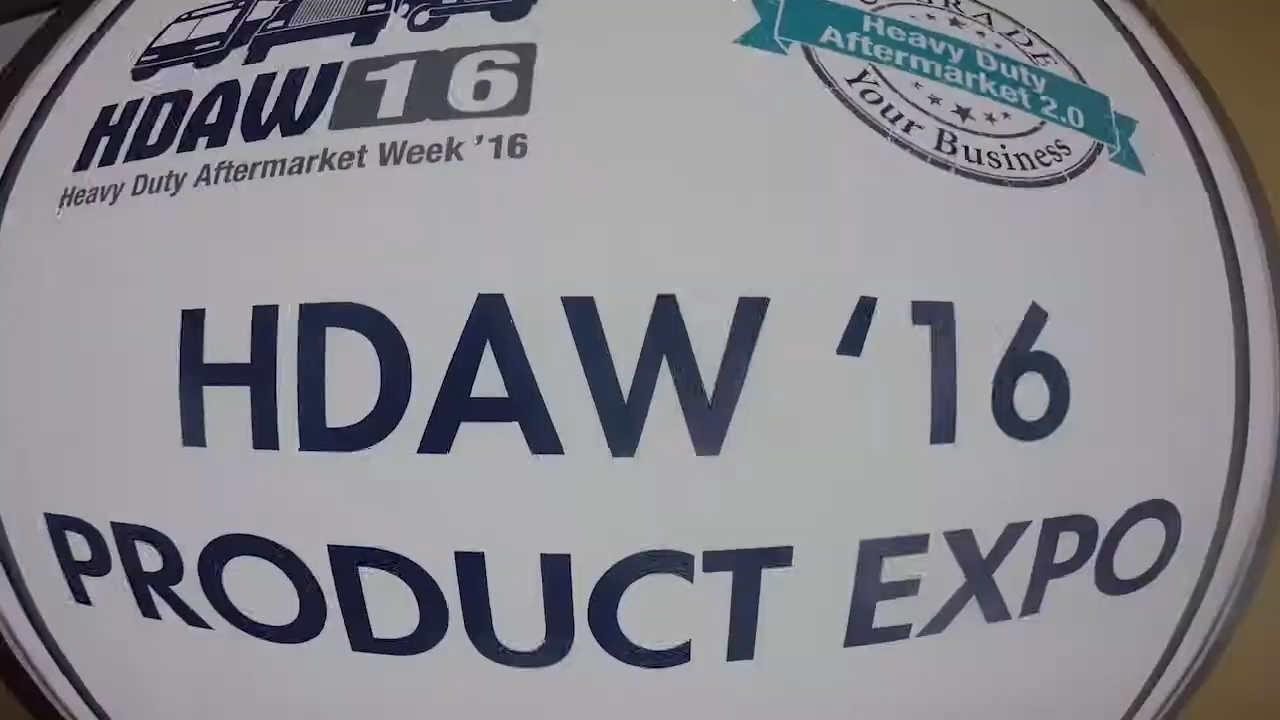 HDAW16
Heavy Duty Aftermarket Week '16
Heavy Duty
Aftermarket 2.0
Your Business
HDAW '16
PRODUCT EXPO